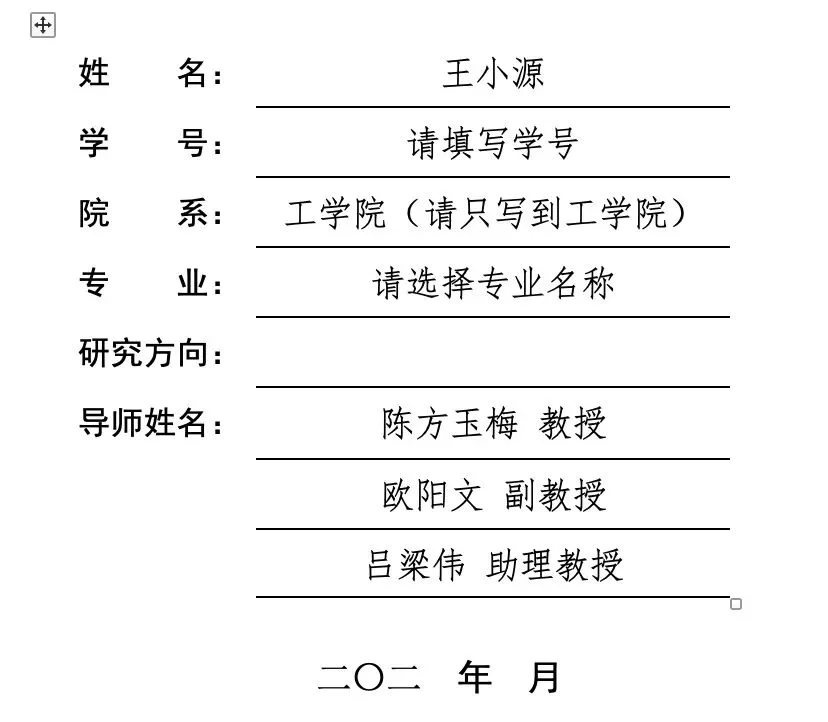 姓　　名： 王小源
学　　号： 请填写学号
院　　系： 工学院（请只写到工学院）
专　　业： 请选择专业名称
研究方向：
导师姓名： 陈方玉梅 教授
欧阳文 副教授
吕梁伟 助理教授
二〇二　年　月